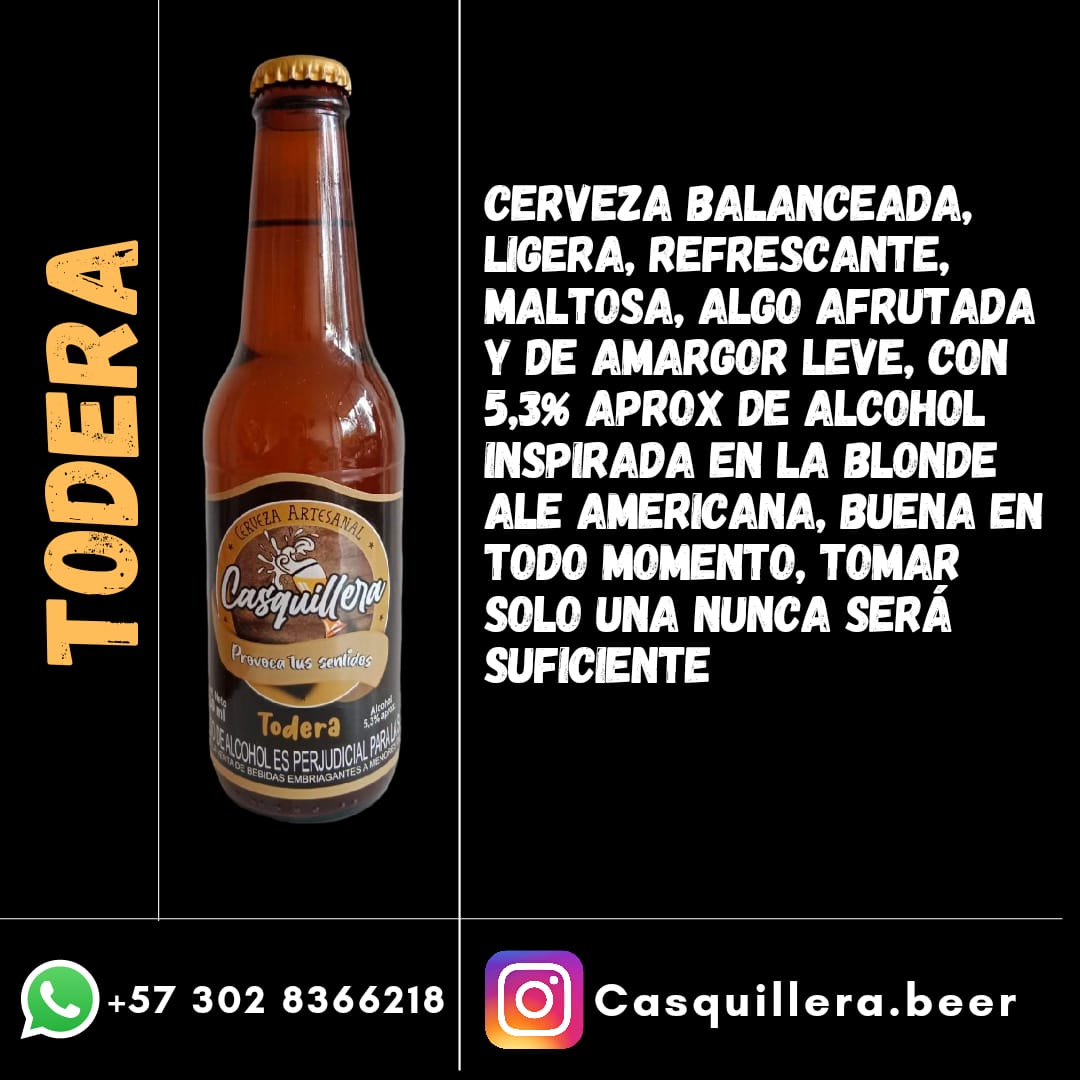 TODERA
CERVEZA ARTESANAL
Casquillera
Provoca tus sentidos
Neto
ml
Todera
Alcohol
5,3% aprox.
DE ALCOHOL ES PERJUDICIAL PARA LA S
DE BEBIDAS EMBRIAGANTES A MENORES
CERVEZA BALANCEADA,
LIGERA, REFRESCANTE,
MALTOSA, ALGO AFRUTADA
Y DE AMARGOR LEVE, CON
5,3% APROX DE ALCOHOL
INSPIRADA EN LA BLONDE
ALE AMERICANA, BUENA EN
TODO MOMENTO, TOMAR
SOLO UNA NUNCA SERÁ
SUFICIENTE
+57 302 8366218
Casquillera.beer